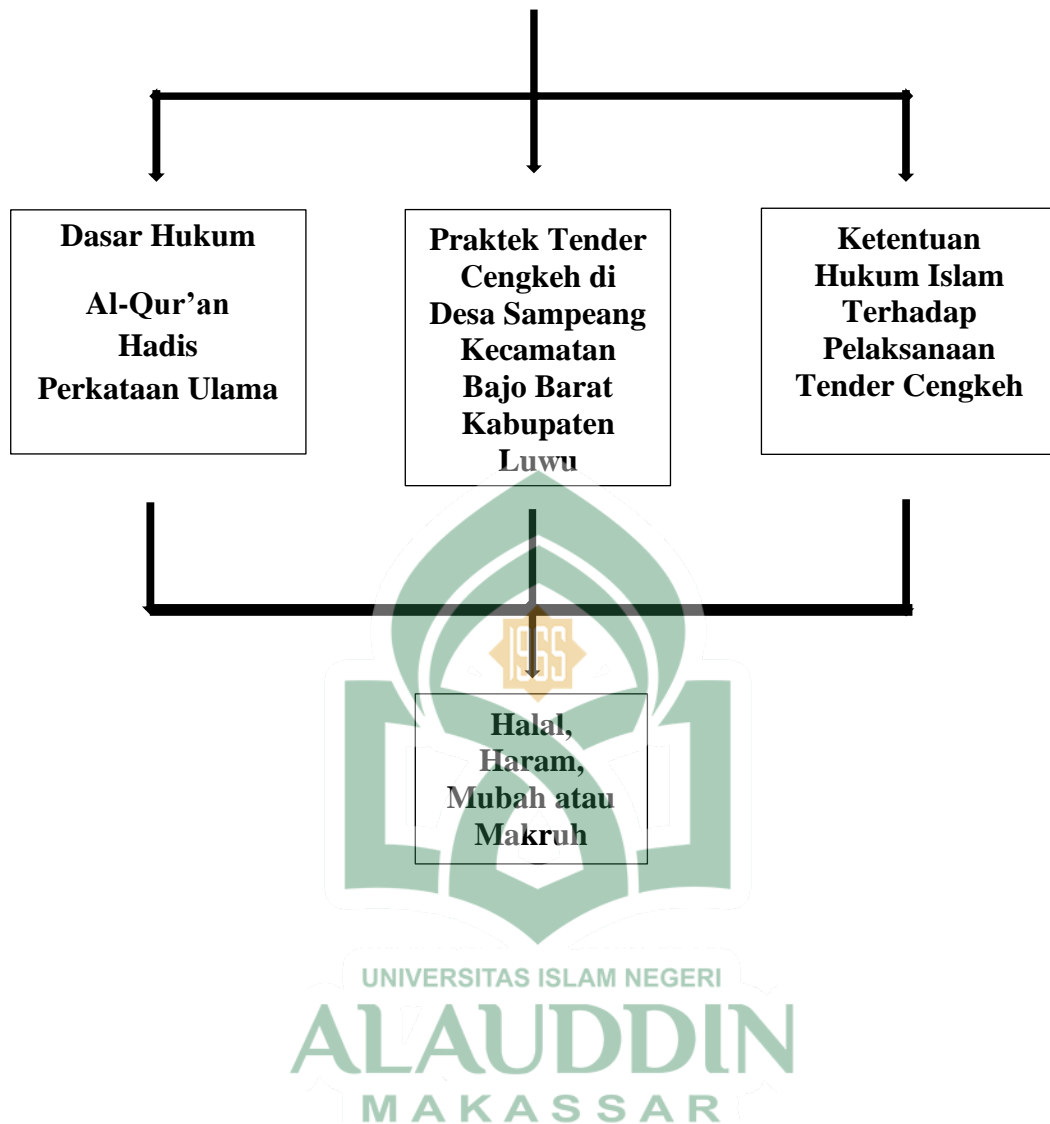 Dasar Hukum
Al-Qur’an
Hadis
Perkataan Ulama
Praktek Tender
Cengkeh di
Desa Sampeang
Kecamatan
Bajo Barat
Kabupaten
Luwu
Ketentuan
Hukum Islam
Terhadap
Pelaksanaan
Tender Cengkeh
1965
Halal,
Haram,
Mubah atau
Makruh
UNIVERSITAS ISLAM NEGERI
ALAUDDIN
MAKASSAR